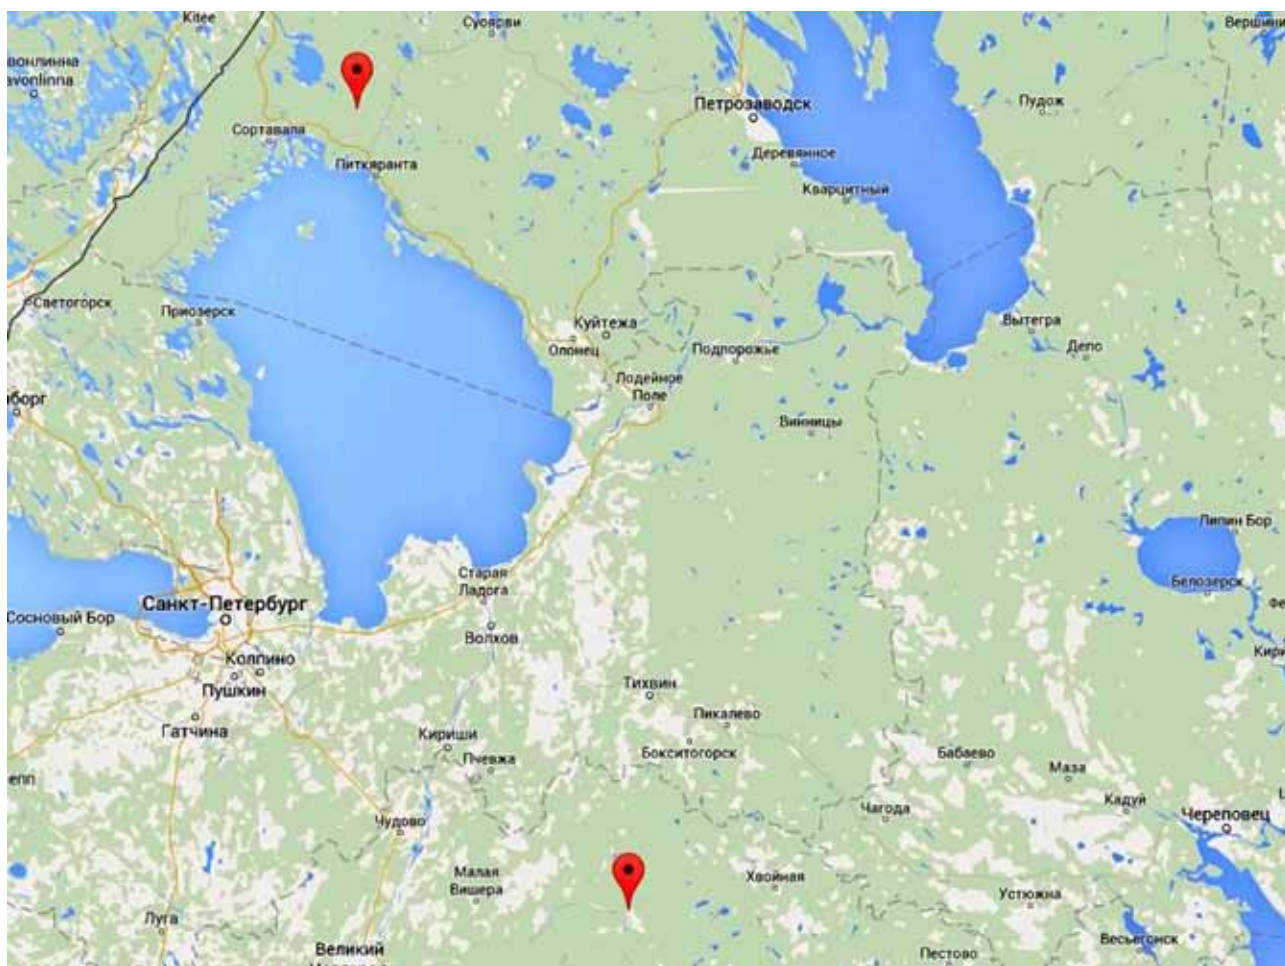 Kitee
Суоярви
Вершини
вонлинна
avonlinna
Петрозаводск
Пудож
Сортавала
Питкяранта
Деревянное
Кварцитный
Светогорск
Приозерск
Куйтежа
Олонец
Вытегра
Депо
Подпорожье
Лодейное
Поле
Винницы
Липин Бор
Белозерск
Старая
Ладога
Санкт-Петербург
Сосновый Бор
Волхов
Колпино
Пушкин
Тихвин
Гатчина
Пикалево
Кириши
Бокситогорск
Бабаево
Пчевжа
Маза
Кадуй
Чагода
Череповец
Чудово
Малая
Вишера
Хвойная
Устюжна
Луга
Великий
Весьегонск
Пестово